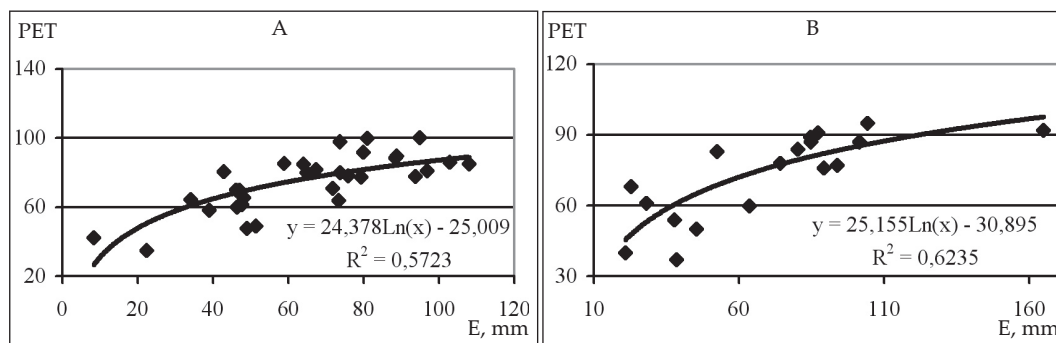 PET
A
140
100
60
20
y = 24,378Ln(x) - 25,009
R² = 0,5723
0 20 40 60 80 100 120
E, mm
PET
B
120
90
60
30
y = 25,155Ln(x) - 30,895
R² = 0,6235
10 60 110 160
E, mm